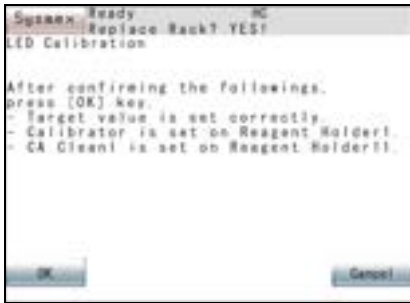 Sysmex Ready HC
Replace Rack? YES!
LED Calibration
After confirming the followings,
press [OK] key.
- Target value is set correctly.
- Calibrator is set on Reagent Holder1.
- CA Clean1 is set on Reagent Holder11.
OK Cancel